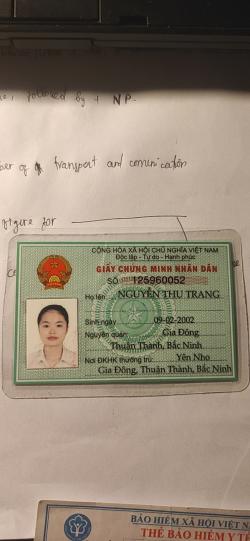 followed by + NP.
of transport and comunication
for
CỘNG HÒA XÃ HỘI CHỦ NGHĨA VIỆT NAM
Độc lập - Tự do - Hạnh phúc
GIẤY CHỨNG MINH NHÂN DÂN
SỐ 125960052
Họ tên NGUYỄN THU TRANG
Sinh ngày 09-02-2002
Nguyên quán Gia Đông
Thuận Thành, Bắc Ninh
Nơi ĐKHK thường trú: Yên Nho
Gia Đông, Thuận Thành, Bắc Ninh
BẢO HIỂM XÃ HỘI VIỆT
THẺ BẢO HIỂM Y